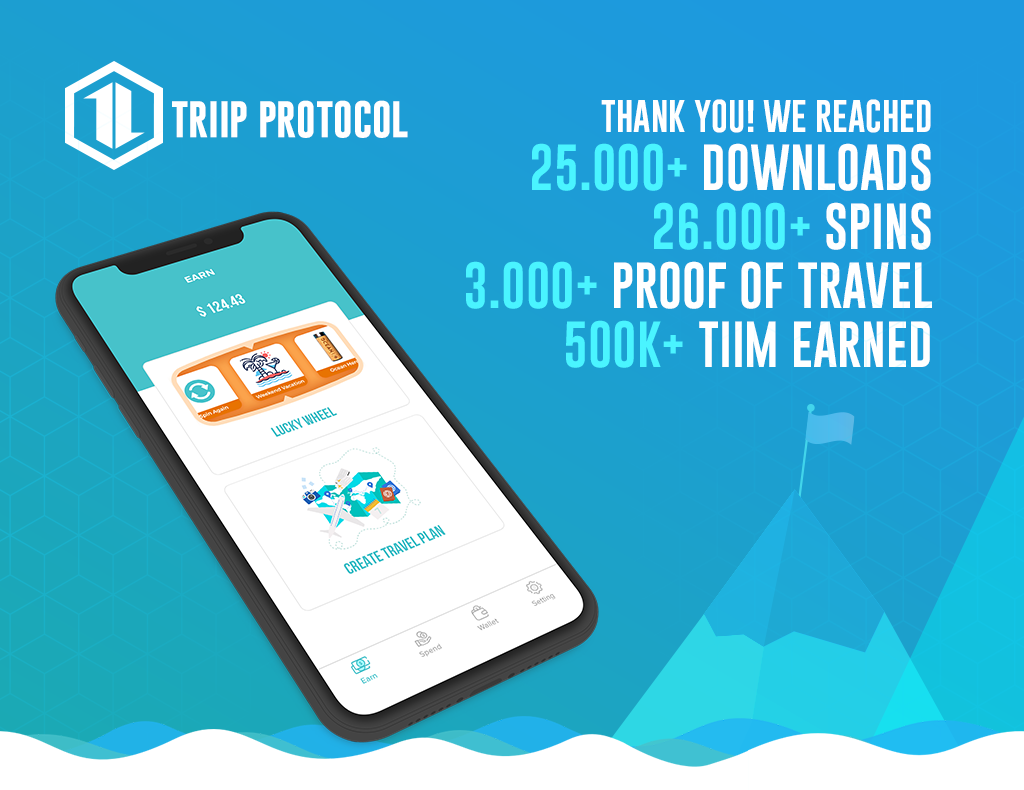 TRIIP PROTOCOL
THANK YOU! WE REACHED
25.000+ DOWNLOADS
26.000+ SPINS
3.000+ PROOF OF TRAVEL
500K+ TIIM EARNED
EARN
$ 124.43
Spin Again
Weekend Vacation
LUCKY WHEEL
CREATE TRAVEL PLAN
Earn
Spend
Wallet
Setting